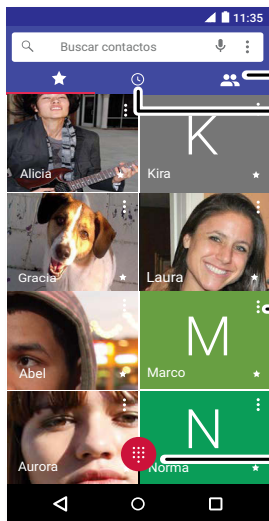 11:35
Buscar contactos
K
Alicia
Kira
Gracia
Laura
M
Abel
Marco
N
Aurora
Norma